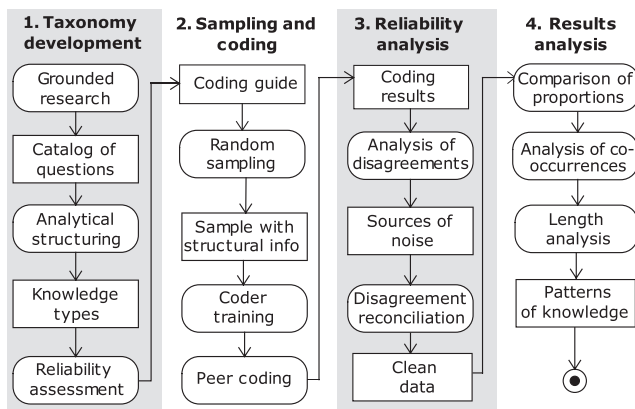 1. Taxonomy
development
Grounded
research
Catalog of
questions
Analytical
structuring
Knowledge
types
Reliability
assessment
2. Sampling and
coding
Coding guide
Random
sampling
Sample with
structural info
Coder
training
Peer coding
3. Reliability
analysis
Coding
results
Analysis of
disagreements
Sources of
noise
Disagreement
reconciliation
Clean
data
4. Results
analysis
Comparison of
proportions
Analysis of co-
occurrences
Length
analysis
Patterns
of knowledge